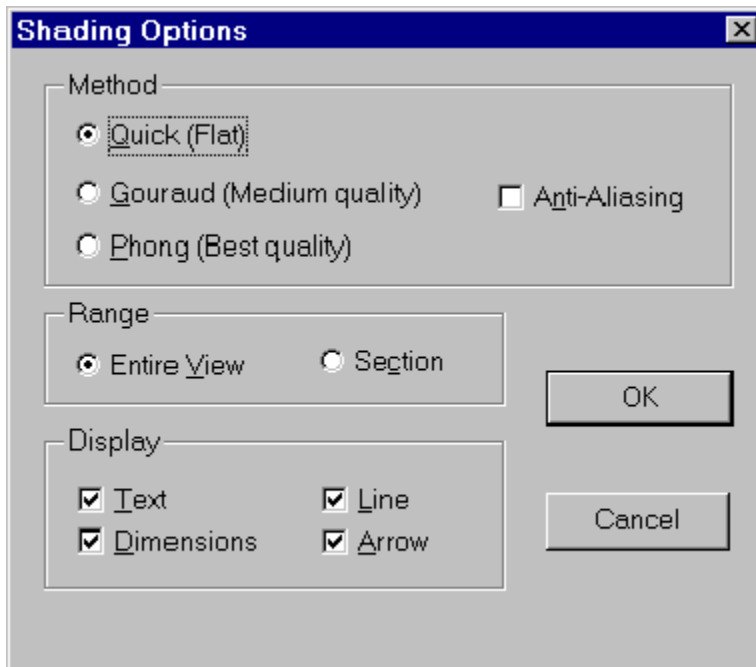 Shading Options
Method
Quick (Flat)
Gouraud (Medium quality)
Anti-Aliasing
Phong (Best quality)
Range
Entire View
Section
OK
Display
Text
Line
Dimensions
Arrow
Cancel